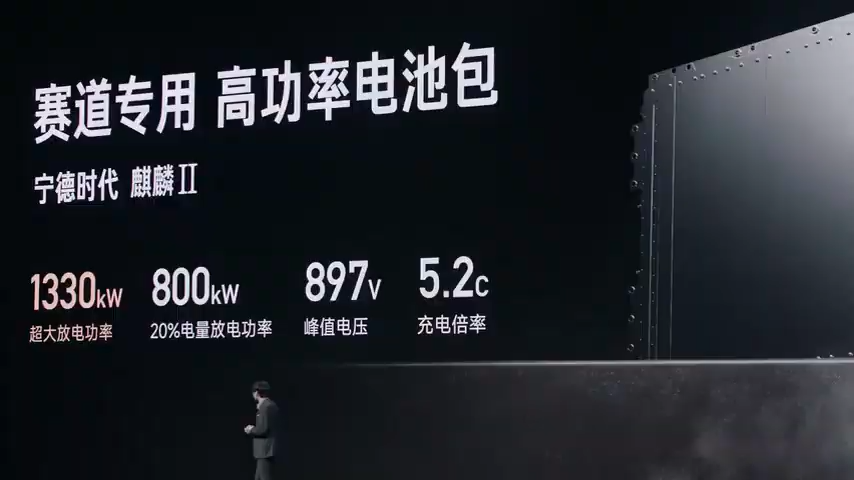 赛道专用 高功率电池包
宁德时代 麒麟Ⅱ
1330kW
超大放电功率
800kW
20%电量放电功率
897V
峰值电压
5.2C
充电倍率